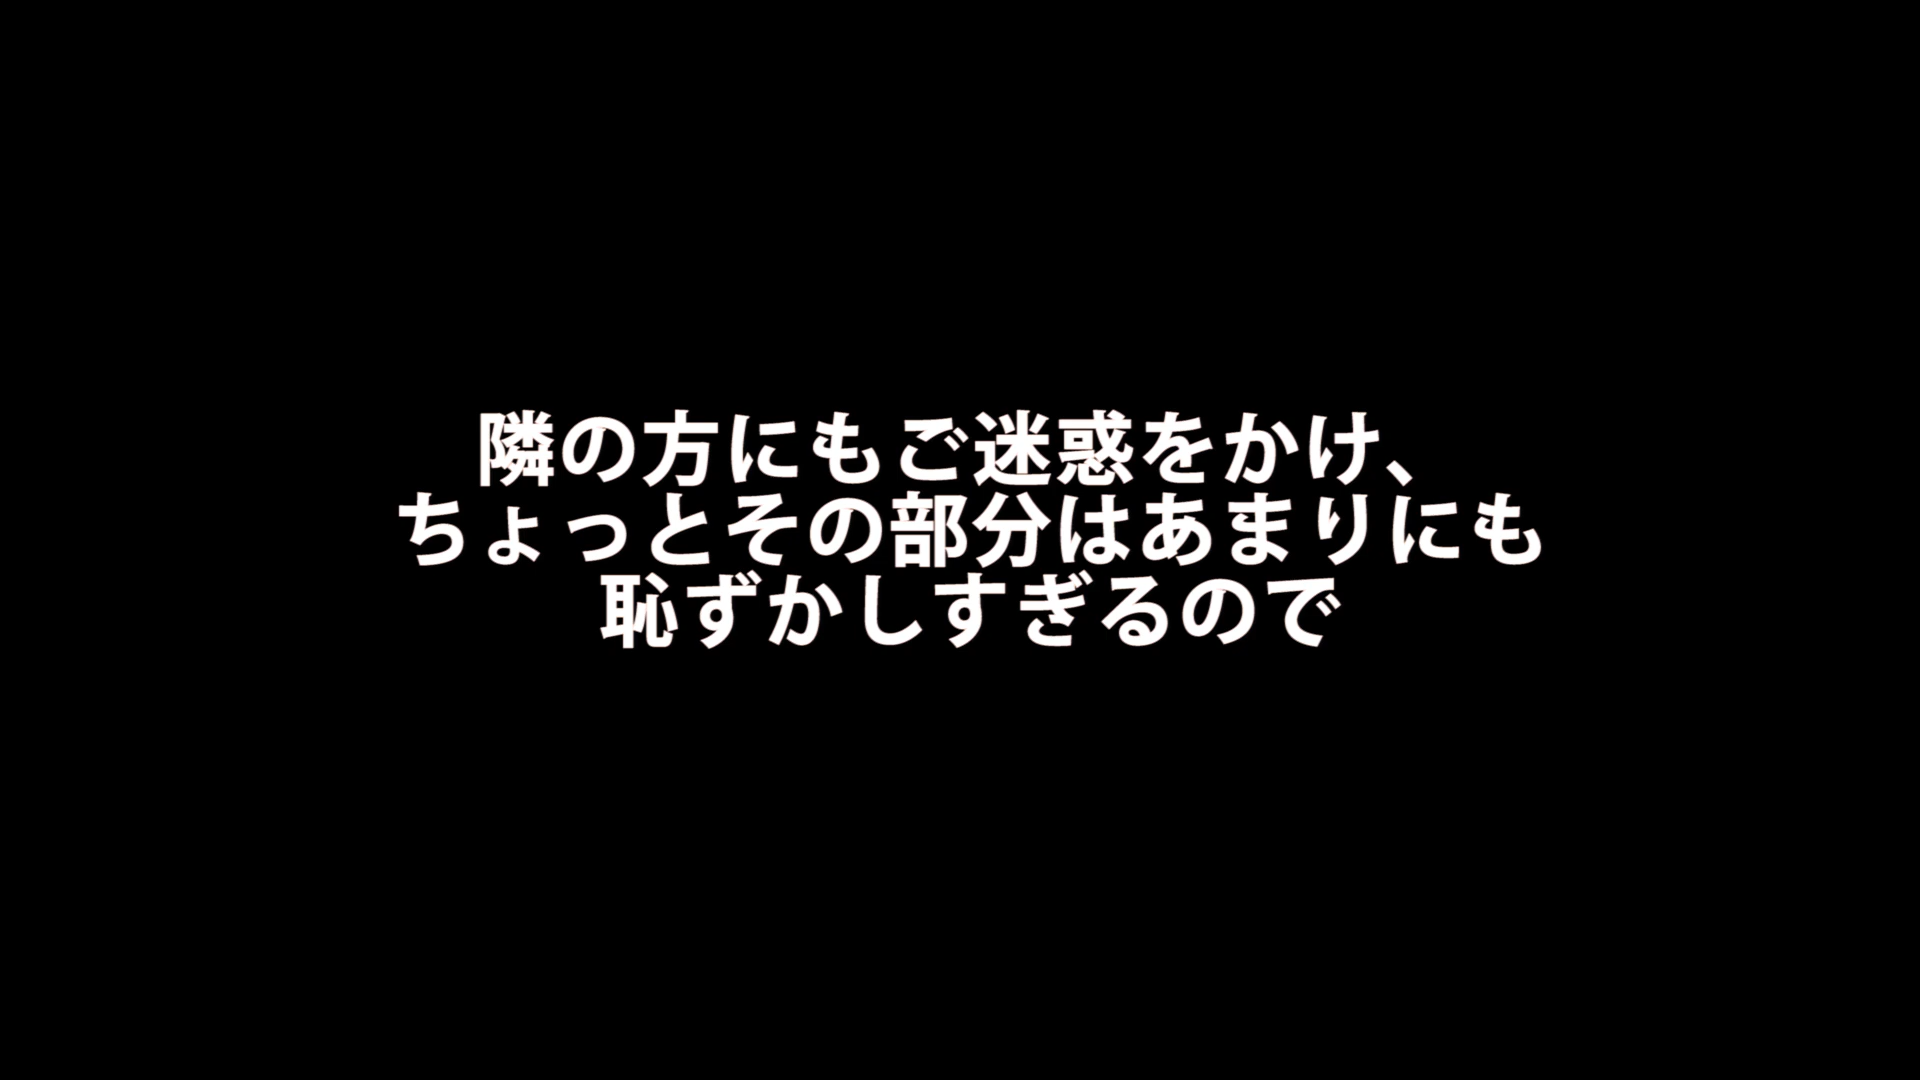 隣の方にもご迷惑をかけ、
ちょっとその部分はあまりにも
恥ずかしすぎるので